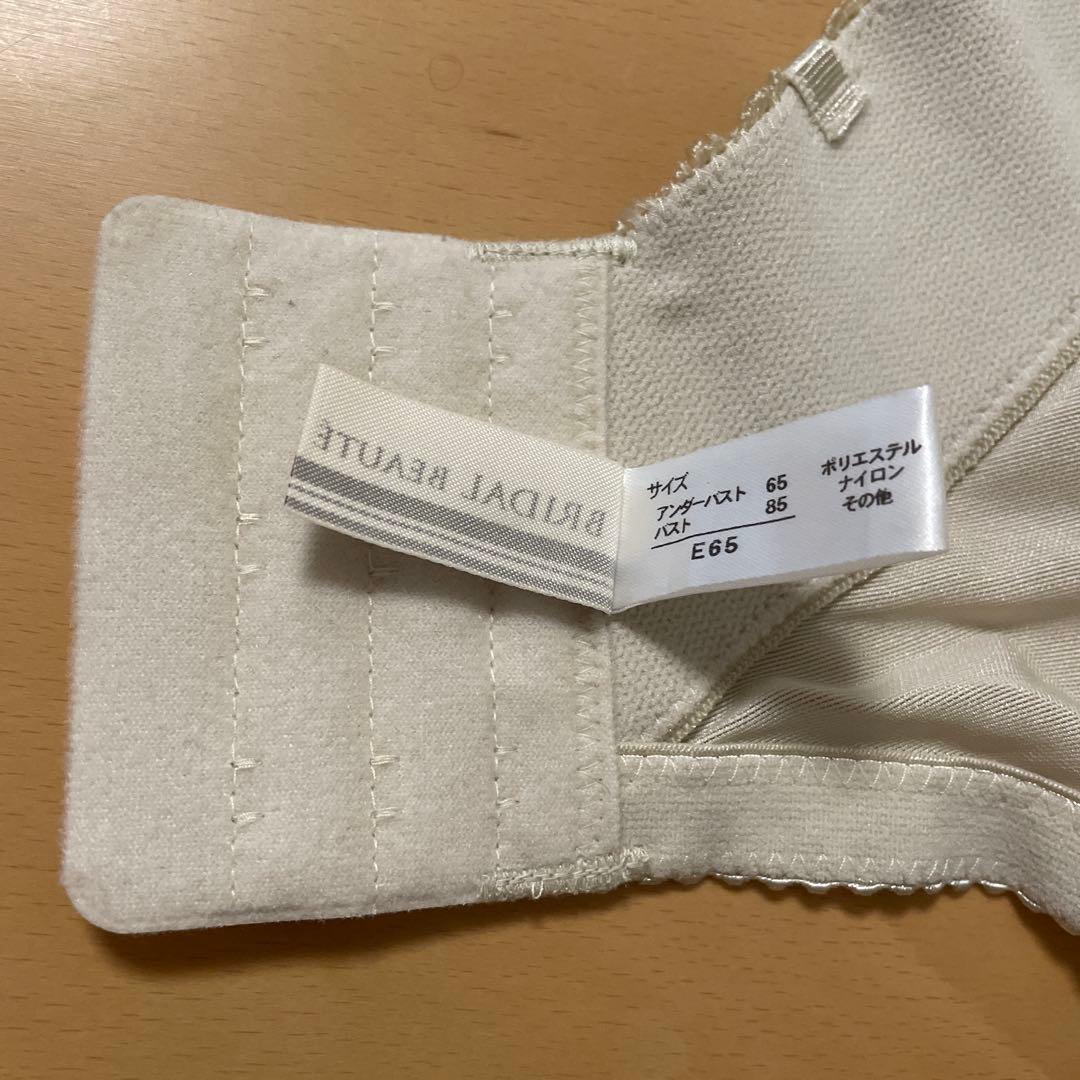 BRIDAL BEAUTÉ
サイズ
アンダーバスト 65
バスト 85
E65
ポリエステル
ナイロン
その他